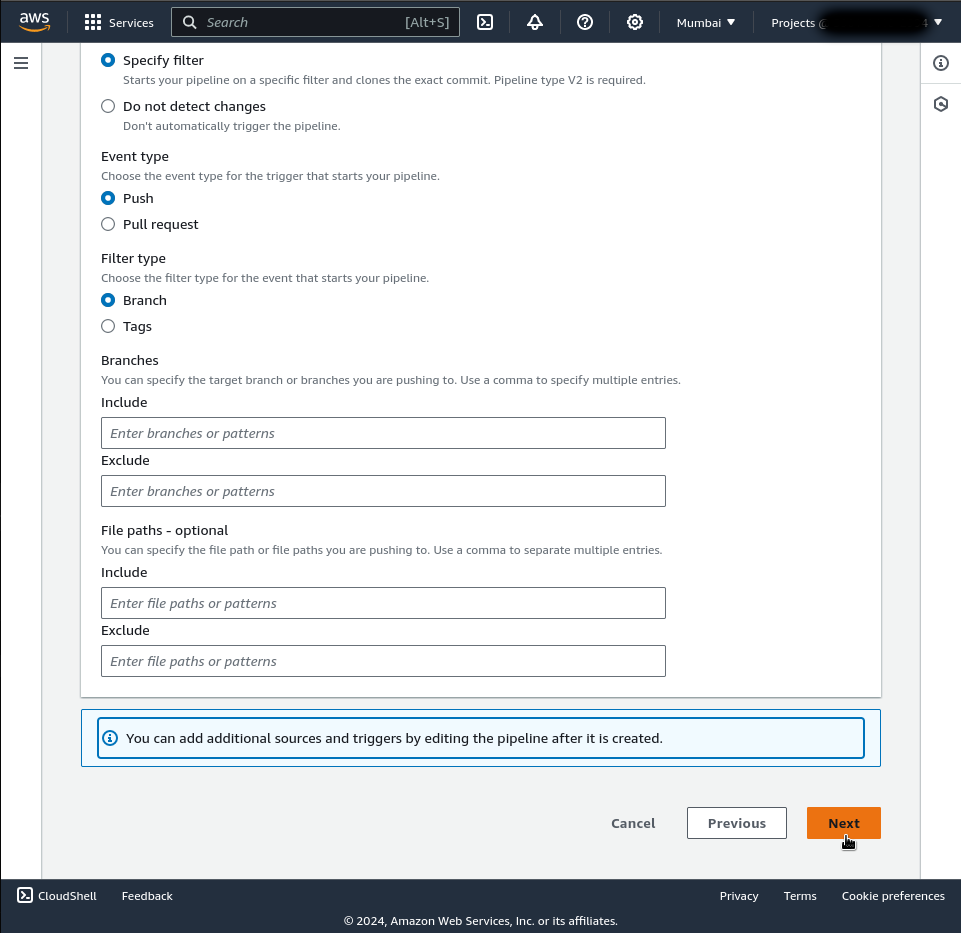 aws Services Search [Alt+S] Mumbai Projects @
Specify filter
Starts your pipeline on a specific filter and clones the exact commit. Pipeline type V2 is required.
Do not detect changes
Don't automatically trigger the pipeline.
Event type
Choose the event type for the trigger that starts your pipeline.
Push
Pull request
Filter type
Choose the filter type for the event that starts your pipeline.
Branch
Tags
Branches
You can specify the target branch or branches you are pushing to. Use a comma to specify multiple entries.
Include
Enter branches or patterns
Exclude
Enter branches or patterns
File paths - optional
You can specify the file path or file paths you are pushing to. Use a comma to separate multiple entries.
Include
Enter file paths or patterns
Exclude
Enter file paths or patterns
You can add additional sources and triggers by editing the pipeline after it is created.
Cancel Previous Next
CloudShell Feedback Privacy Terms Cookie preferences
© 2024, Amazon Web Services, Inc. or its affiliates.